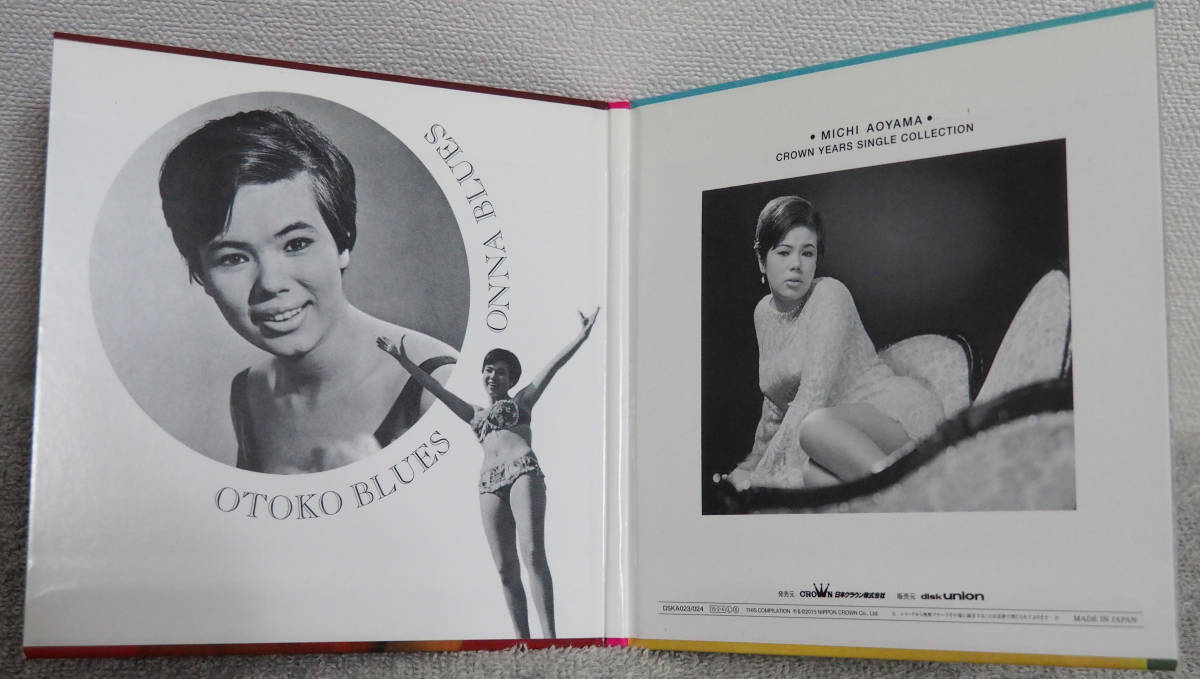 ONNA BLUES
OTOKO BLUES
• MICHI AOYAMA •
CROWN YEARS SINGLE COLLECTION
発売元 CROWN 日本クラウン株式会社 販売元 disk union
DSKA023/024 THIS COMPILATION ℗&©2015 NIPPON CROWN Co., Ltd. MADE IN JAPAN